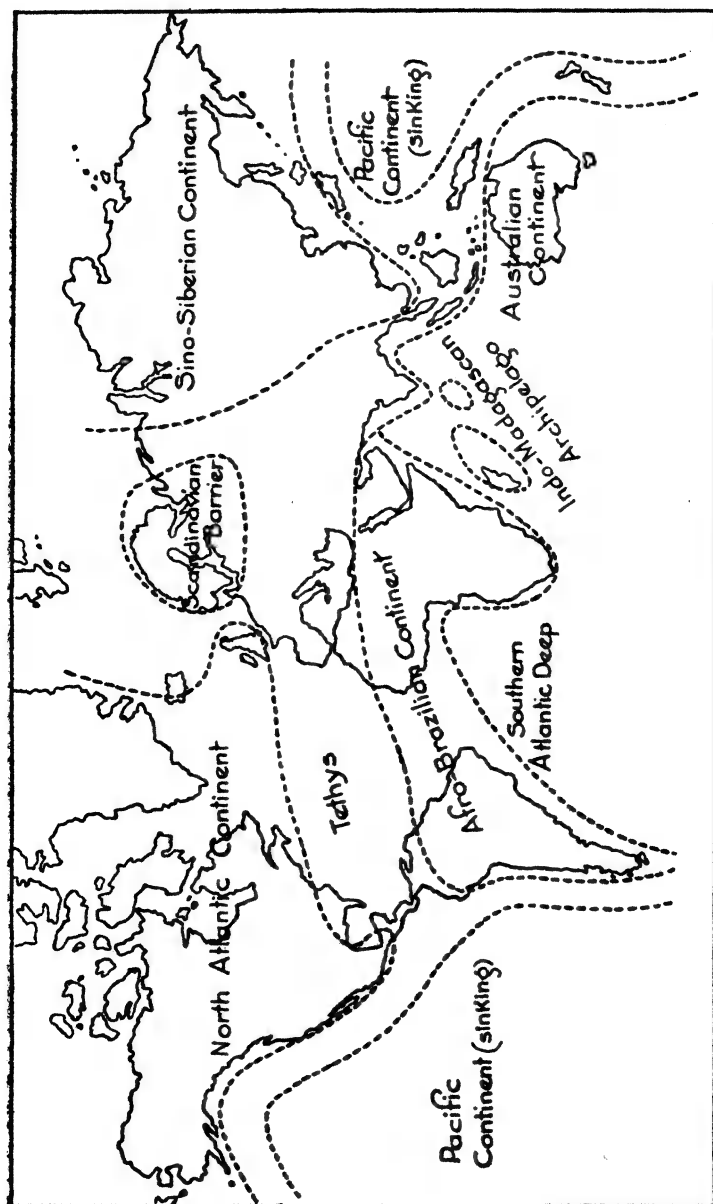 North Atlantic Continent
Sino-Siberian Continent
Scandinavian
Barrier
Tethys
Pacific
Continent
(sinking)
Afro Brazilian Continent
Indo-Madagascan
Archipelago
Australian
Continent
Southern
Atlantic Deep
Pacific
Continent (sinking)